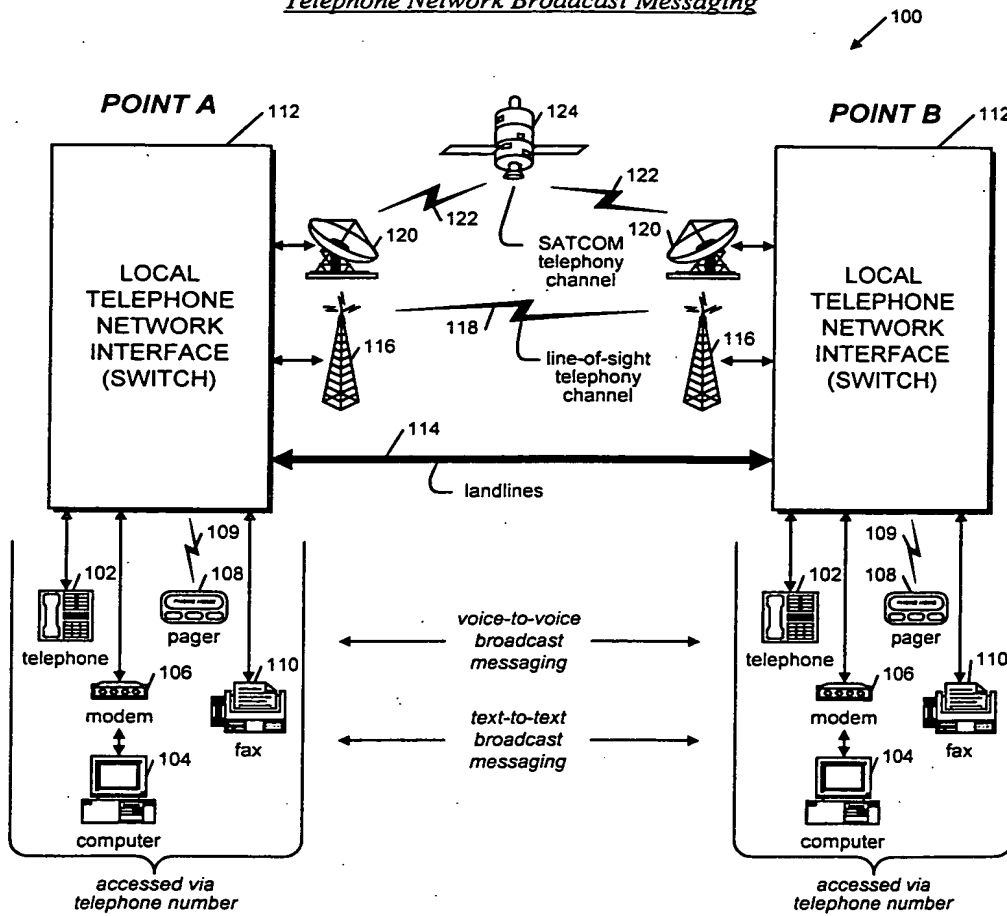 Telephone Network Broadcast Messaging
100
POINT A
112
124
POINT B
112
122
122
120
120
SATCOM
telephony
channel
LOCAL
TELEPHONE
NETWORK
INTERFACE
(SWITCH)
LOCAL
TELEPHONE
NETWORK
INTERFACE
(SWITCH)
118
116
116
line-of-sight
telephony
channel
114
landlines
109
109
102
108
102
108
telephone
pager
telephone
pager
voice-to-voice
broadcast
messaging
106
110
106
110
modem
fax
modem
fax
text-to-text
broadcast
messaging
104
104
computer
computer
accessed via
telephone number
accessed via
telephone number